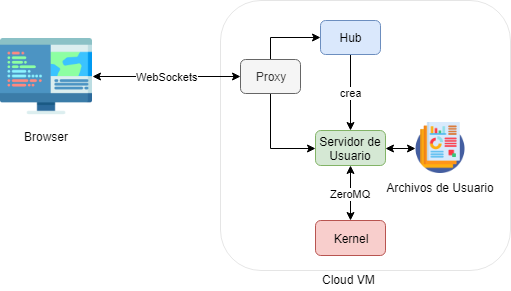 Hub
WebSockets
Proxy
crea
Browser
Servidor de
Usuario
Archivos de Usuario
ZeroMQ
Kernel
Cloud VM